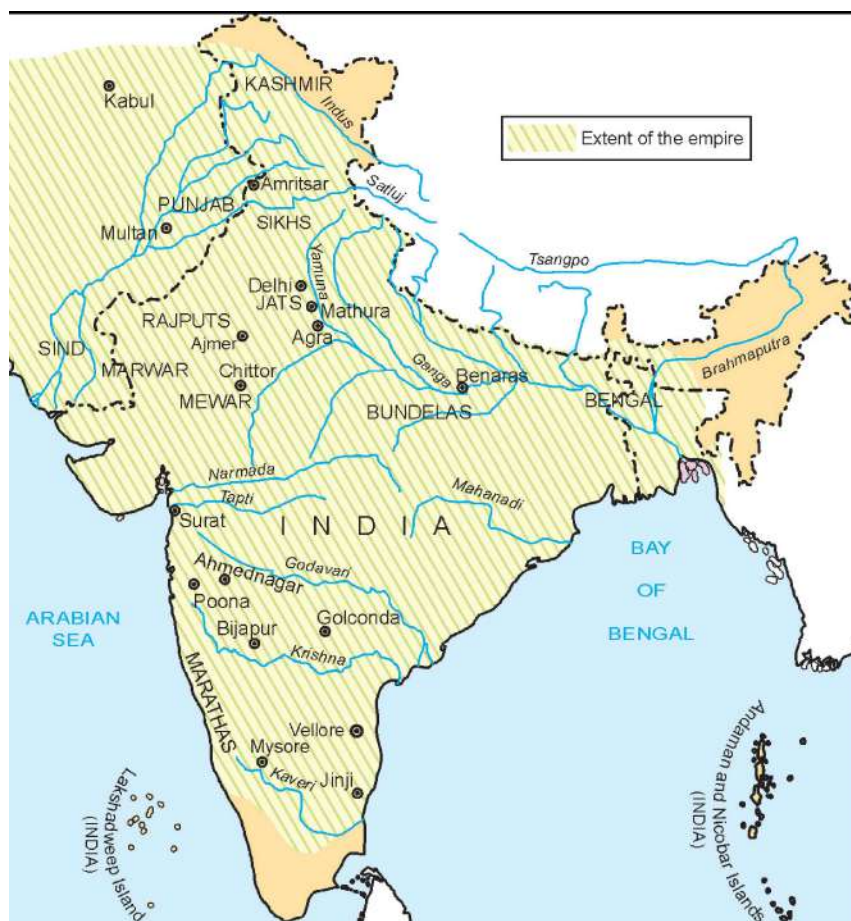 KASHMIR
Kabul
Indus
Extent of the empire
Amritsar
Satluj
PUNJAB
SIKHS
Multan
Tsangpo
Delhi
Yamuna
JATS
Mathura
RAJPUTS
Agra
Ajmer
SIND
MARWAR
Brahmaputra
Chittor
Ganga
Benaras
MEWAR
BENGAL
BUNDELAS
Narmada
Mahanadi
Tapti
Surat
INDIA
BAY
OF
BENGAL
Godavari
Ahmednagar
Poona
Golconda
ARABIAN
SEA
Bijapur
Krishna
MARATHAS
Vellore
Mysore
Kaveri
Jinji
Lakshadweep Island
(INDIA)
Andaman and Nicobar Islands
(INDIA)